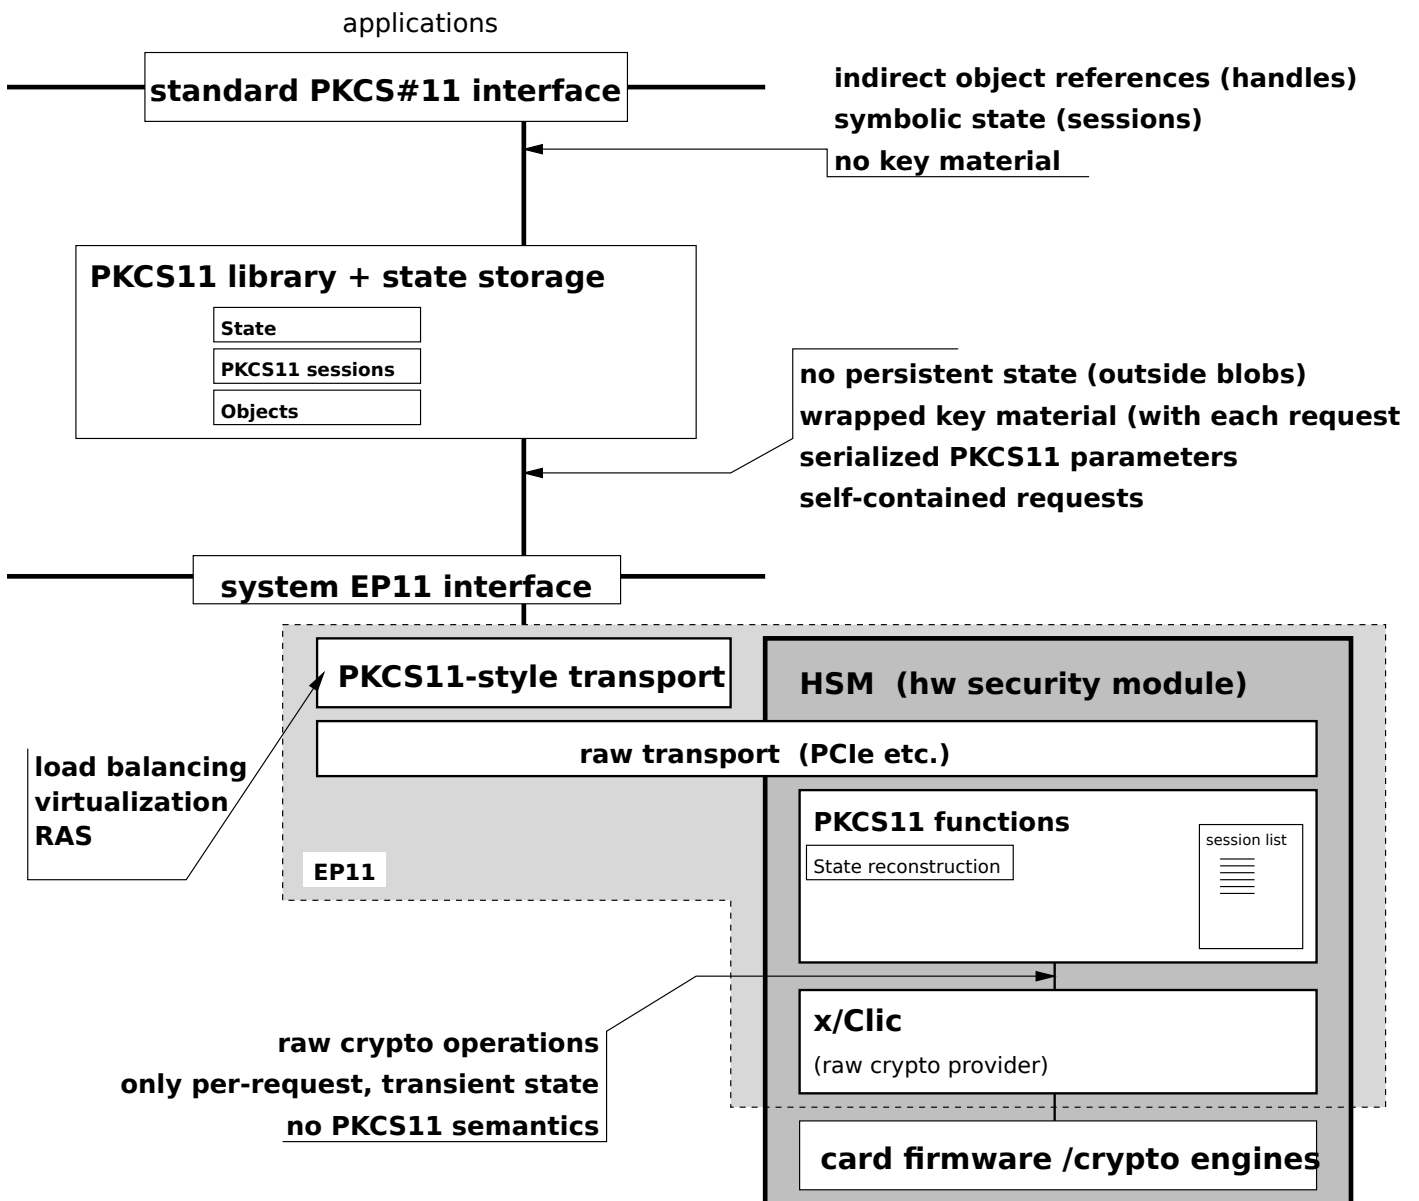 applications
standard PKCS#11 interface
indirect object references (handles)
symbolic state (sessions)
no key material
PKCS11 library + state storage
State
PKCS11 sessions
Objects
no persistent state (outside blobs)
wrapped key material (with each request
serialized PKCS11 parameters
self-contained requests
system EP11 interface
PKCS11-style transport
HSM (hw security module)
raw transport (PCIe etc.)
load balancing
virtualization
RAS
PKCS11 functions
session list
State reconstruction
EP11
x/Clic
(raw crypto provider)
raw crypto operations
only per-request, transient state
no PKCS11 semantics
card firmware /crypto engines